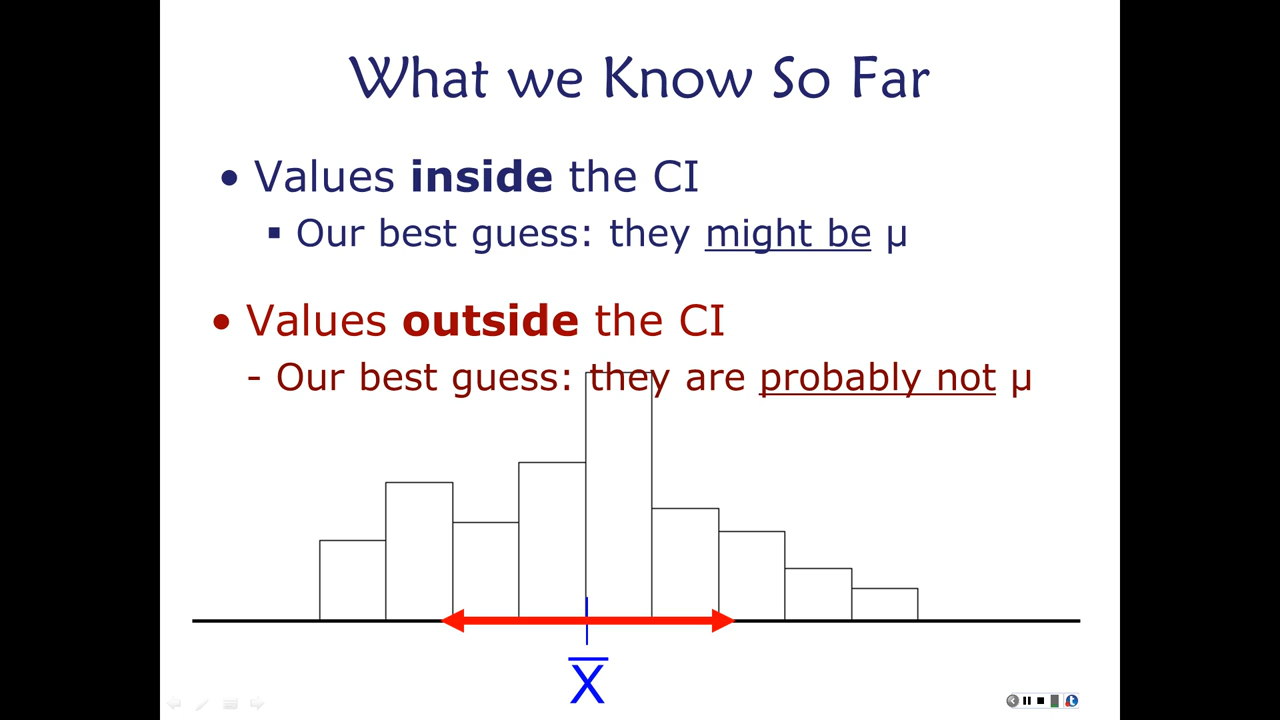 What we Know So Far
• Values inside the CI
▪ Our best guess: they might be µ
• Values outside the CI
- Our best guess: they are probably not µ
X̅